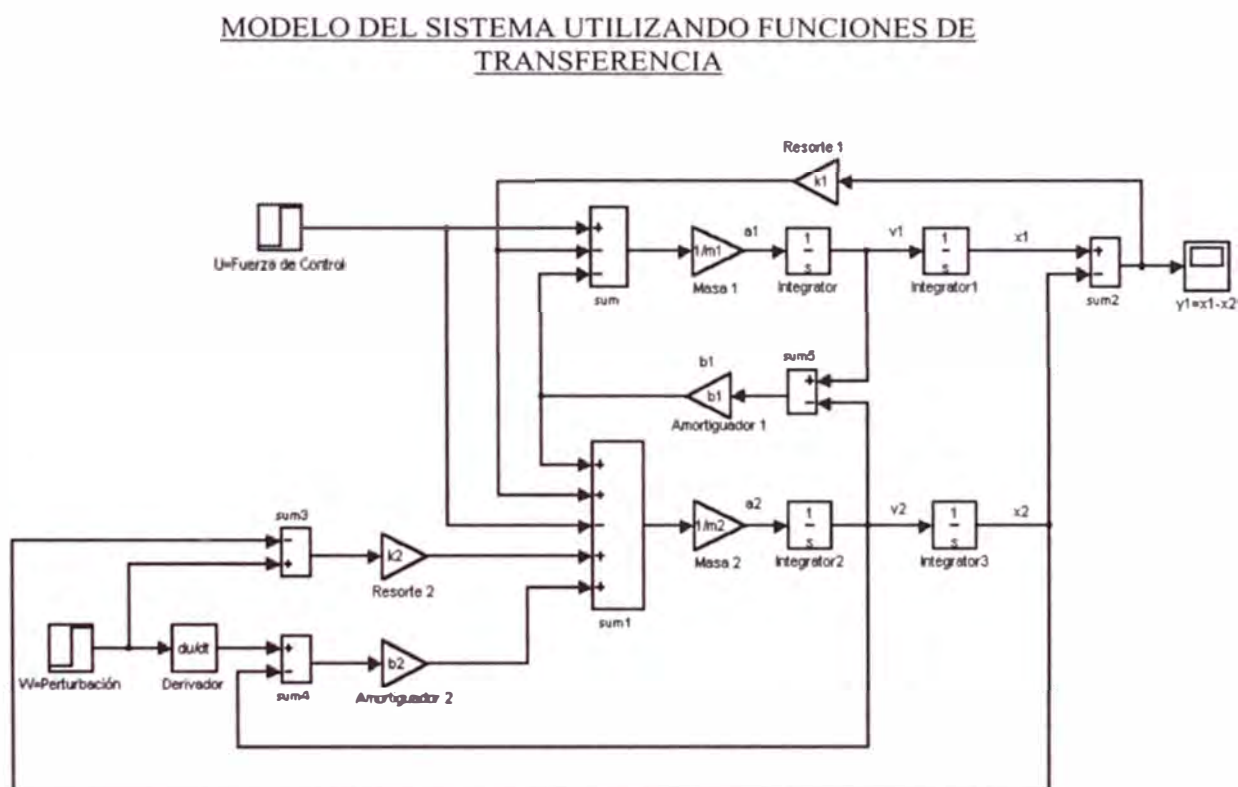 MODELO DEL SISTEMA UTILIZANDO FUNCIONES DE
TRANSFERENCIA
Resorte 1
k1
U=Fuerza de Control
+
-
-
sum
1/m1
Masa 1
a1
1
s
Integrator
v1
1
s
Integrator1
x1
+
-
sum2
y1=x1-x2
sum5
+
-
b1
b1
Amortiguador 1
+
+
-
+
+
sum1
1/m2
Masa 2
a2
1
s
Integrator2
v2
1
s
Integrator3
x2
sum3
-
+
k2
Resorte 2
W=Perturbación
du/dt
Derivador
+
-
sum4
b2
Amortiguador 2